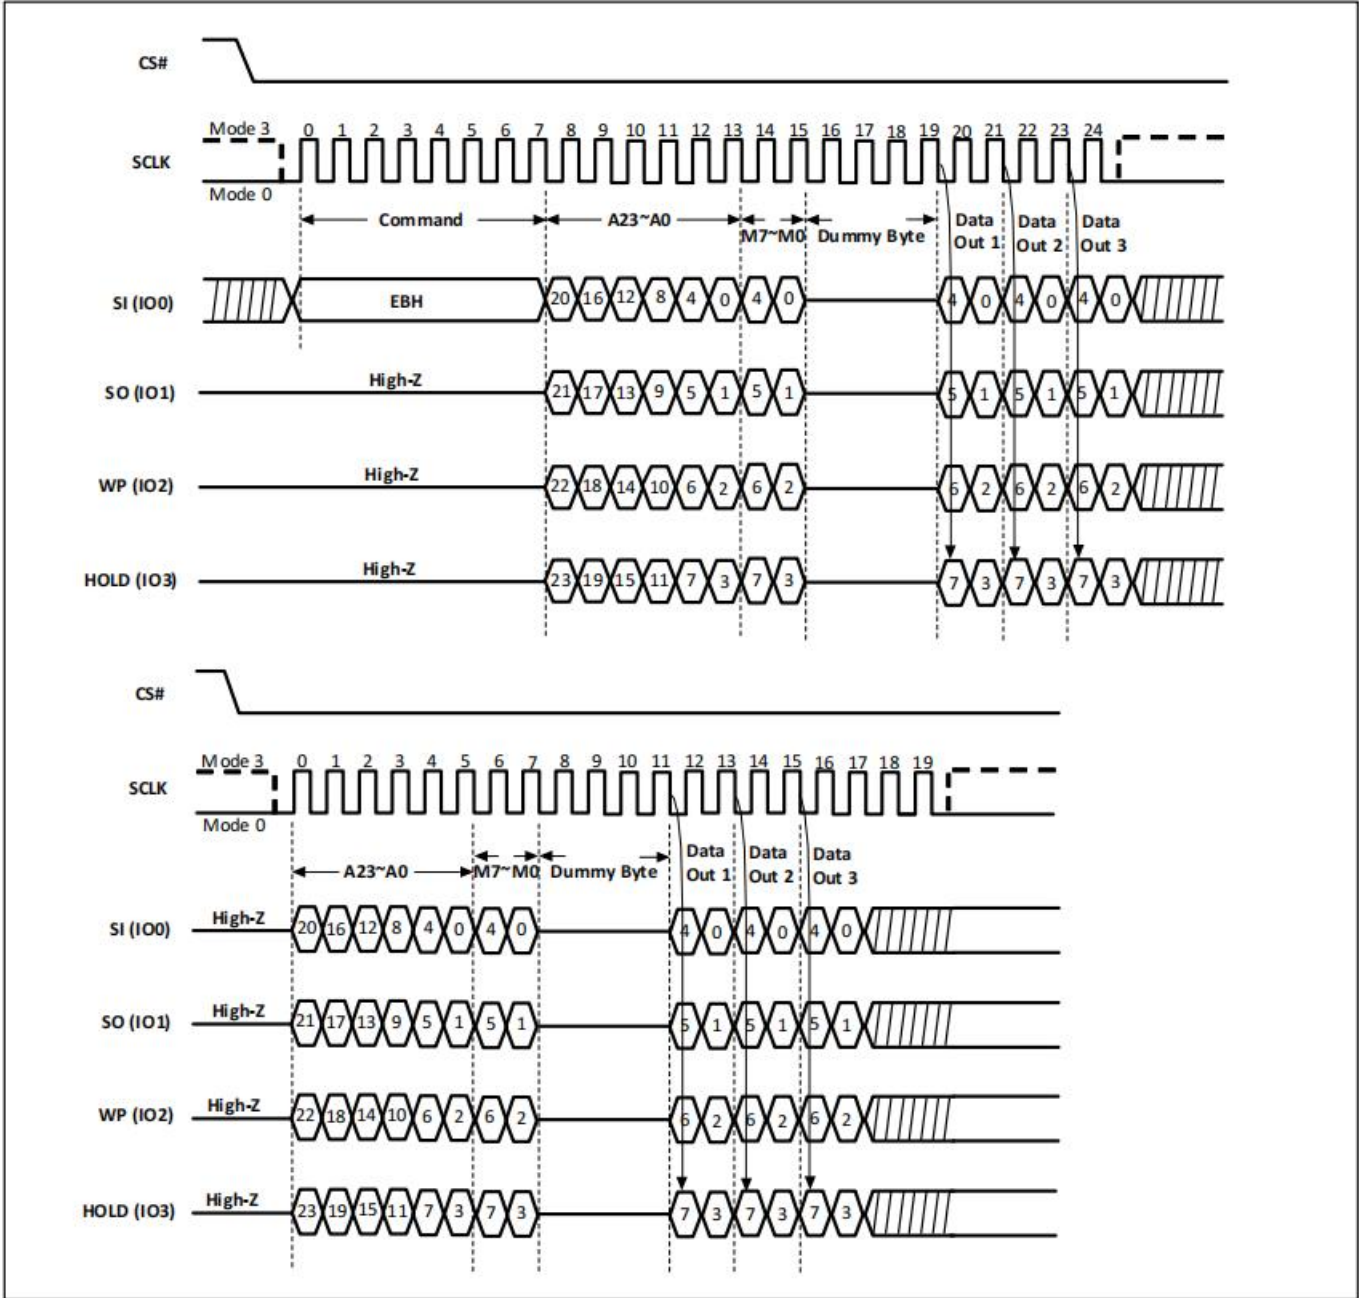 CS#
Mode 3 0 1 2 3 4 5 6 7 8 9 10 11 12 13 14 15 16 17 18 19 20 21 22 23 24
SCLK
Mode 0
Command A23~A0 M7~M0 Dummy Byte Data Out 1 Data Out 2 Data Out 3
SI (IO0) EBH 20 16 12 8 4 0 4 0 4 0 4 0 4 0
SO (IO1) High-Z 21 17 13 9 5 1 5 1 5 1 5 1 5 1
WP (IO2) High-Z 22 18 14 10 6 2 6 2 6 2 6 2 6 2
HOLD (IO3) High-Z 23 19 15 11 7 3 7 3 7 3 7 3 7 3
CS#
Mode 3 0 1 2 3 4 5 6 7 8 9 10 11 12 13 14 15 16 17 18 19
SCLK
Mode 0
A23~A0 M7~M0 Dummy Byte Data Out 1 Data Out 2 Data Out 3
SI (IO0) High-Z 20 16 12 8 4 0 4 0 4 0 4 0 4 0
SO (IO1) High-Z 21 17 13 9 5 1 5 1 5 1 5 1 5 1
WP (IO2) High-Z 22 18 14 10 6 2 6 2 6 2 6 2 6 2
HOLD (IO3) High-Z 23 19 15 11 7 3 7 3 7 3 7 3 7 3